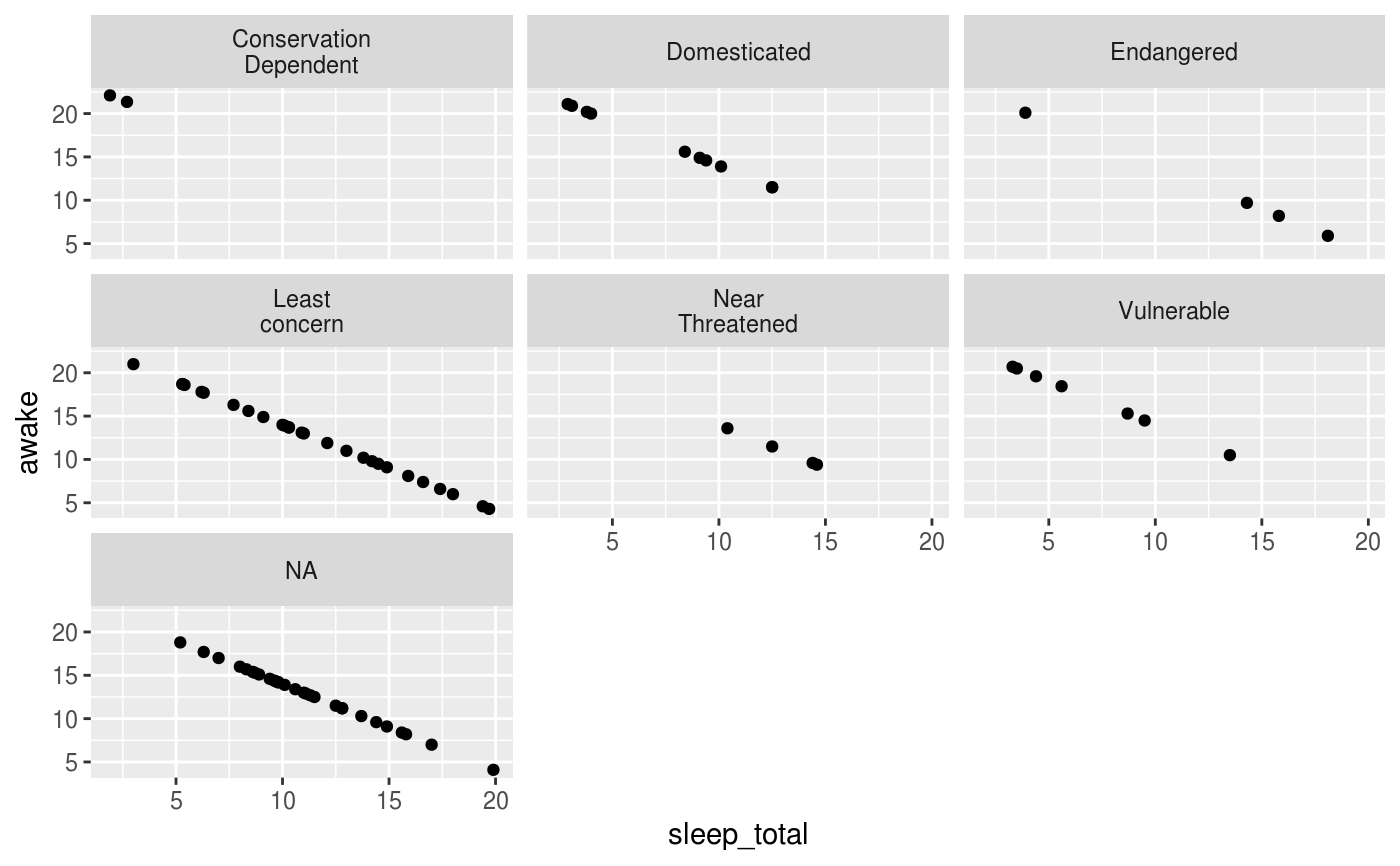 Conservation
Dependent
Domesticated
Endangered
20
15
10
5
Least
concern
Near
Threatened
Vulnerable
20
15
10
5
5 10 15 20
5 10 15 20
NA
20
15
10
5
5 10 15 20
awake
sleep_total